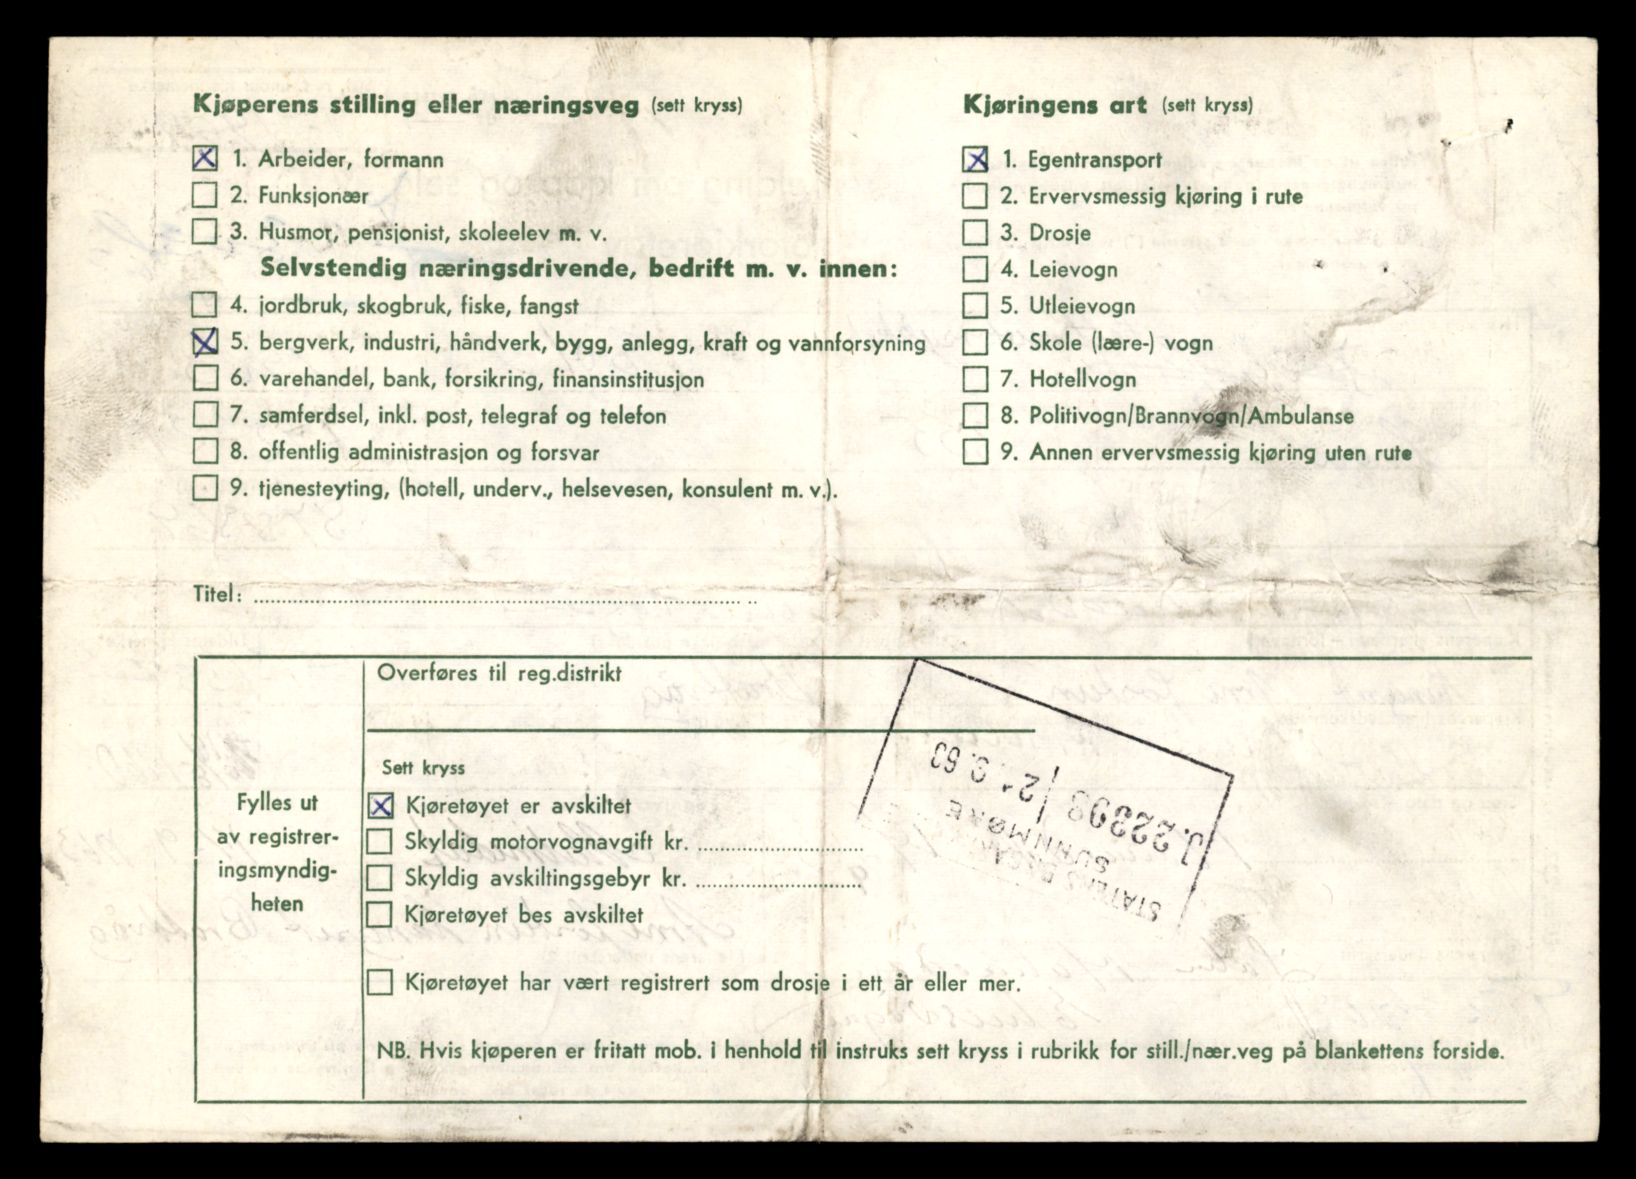 Kjøperens stilling eller næringsveg (sett kryss)
☒ 1. Arbeider, formann
☐ 2. Funksjonær
☐ 3. Husmor, pensjonist, skoleelev m. v.
Selvstendig næringsdrivende, bedrift m. v. innen:
☐ 4. jordbruk, skogbruk, fiske, fangst
☒ 5. bergverk, industri, håndverk, bygg, anlegg, kraft og vannforsyning
☐ 6. varehandel, bank, forsikring, finansinstitusjon
☐ 7. samferdsel, inkl. post, telegraf og telefon
☐ 8. offentlig administrasjon og forsvar
☐ 9. tjenesteyting, (hotell, underv., helsevesen, konsulent m. v.).
Kjøringens art (sett kryss)
☒ 1. Egentransport
☐ 2. Ervervsmessig kjøring i rute
☐ 3. Drosje
☐ 4. Leievogn
☐ 5. Utleievogn
☐ 6. Skole (lære-) vogn
☐ 7. Hotellvogn
☐ 8. Politivogn/Brannvogn/Ambulanse
☐ 9. Annen ervervsmessig kjøring uten rute
Titel:
Fylles ut
av registrer-
ingsmyndig-
heten
Overføres til reg.distrikt
Sett kryss
☒ Kjøretøyet er avskiltet
☐ Skyldig motorvognavgift kr.
☐ Skyldig avskiltingsgebyr kr.
☐ Kjøretøyet bes avskiltet
☐ Kjøretøyet har vært registrert som drosje i ett år eller mer.
NB. Hvis kjøperen er fritatt mob. i henhold til instruks sett kryss i rubrikk for still./nær.veg på blankettens forside.
STATENS
SUNNMØRE
J. 22393